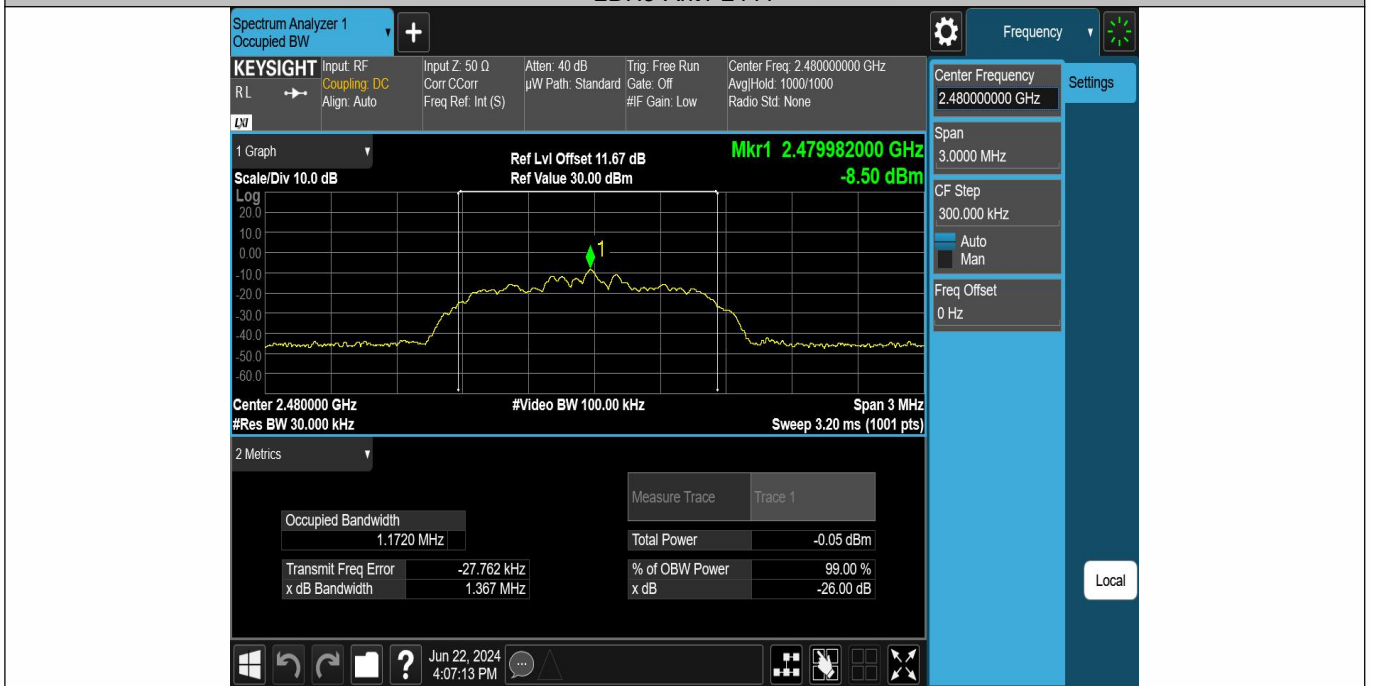 Spectrum Analyzer 1
Occupied BW
Frequency
KEYSIGHT
R L
LXI
Input: RF
Coupling: DC
Align: Auto
Input Z: 50 Ω
Corr CCorr
Freq Ref: Int (S)
Atten: 40 dB
µW Path: Standard
Trig: Free Run
Gate: Off
#IF Gain: Low
Center Freq: 2.480000000 GHz
Avg|Hold: 1000/1000
Radio Std: None
Center Frequency
2.480000000 GHz
Settings
Span
3.0000 MHz
CF Step
300.000 kHz
Auto
Man
Freq Offset
0 Hz
Local
1 Graph
Scale/Div 10.0 dB
Ref Lvl Offset 11.67 dB
Ref Value 30.00 dBm
Mkr1 2.479982000 GHz
-8.50 dBm
Log
20.0
10.0
0.00
-10.0
-20.0
-30.0
-40.0
-50.0
-60.0
1
Center 2.480000 GHz
#Video BW 100.00 kHz
Span 3 MHz
#Res BW 30.000 kHz
Sweep 3.20 ms (1001 pts)
2 Metrics
Measure Trace Trace 1
Occupied Bandwidth
1.1720 MHz
Total Power -0.05 dBm
Transmit Freq Error -27.762 kHz
% of OBW Power 99.00 %
x dB Bandwidth 1.367 MHz
x dB -26.00 dB
Jun 22, 2024
4:07:13 PM